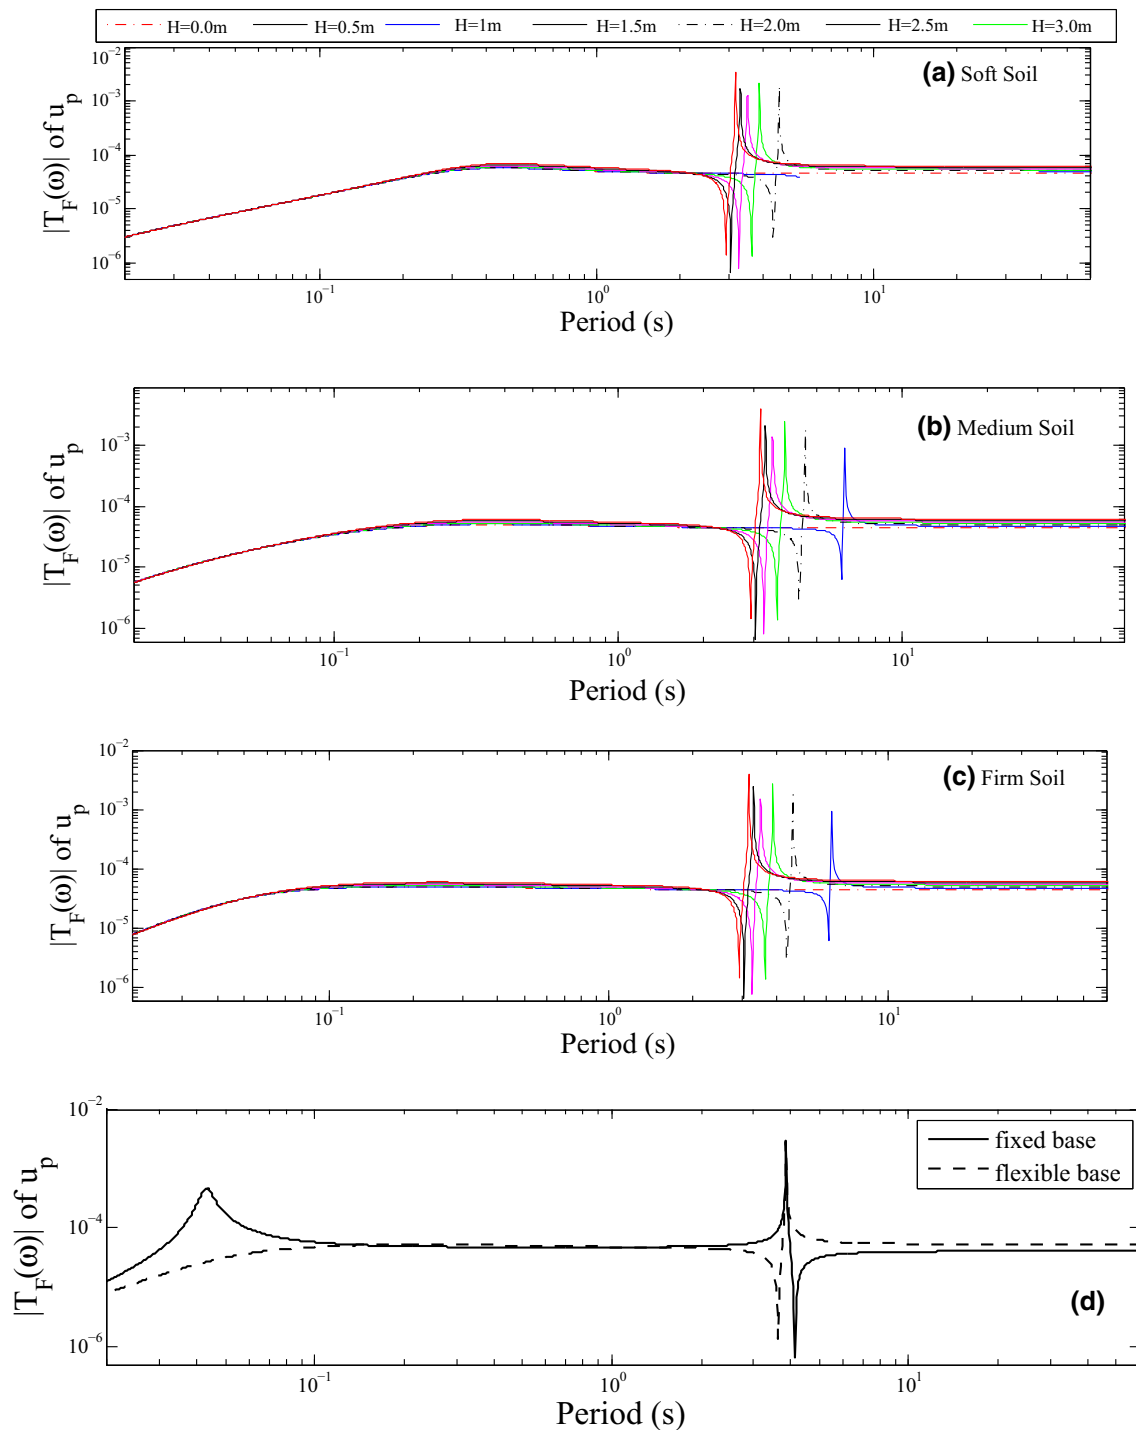 H=0.0m H=0.5m H=1m H=1.5m H=2.0m H=2.5m H=3.0m
(a) Soft Soil
|T_F(ω)| of u_p
10^−2
10^−3
10^−4
10^−5
10^−6
10^−1 10^0 10^1
Period (s)
(b) Medium Soil
|T_F(ω)| of u_p
10^−3
10^−4
10^−5
10^−6
10^−1 10^0 10^1
Period (s)
(c) Firm Soil
|T_F(ω)| of u_p
10^−2
10^−3
10^−4
10^−5
10^−6
10^−1 10^0 10^1
Period (s)
fixed base
flexible base
(d)
|T_F(ω)| of u_p
10^−2
10^−4
10^−6
10^−1 10^0 10^1
Period (s)